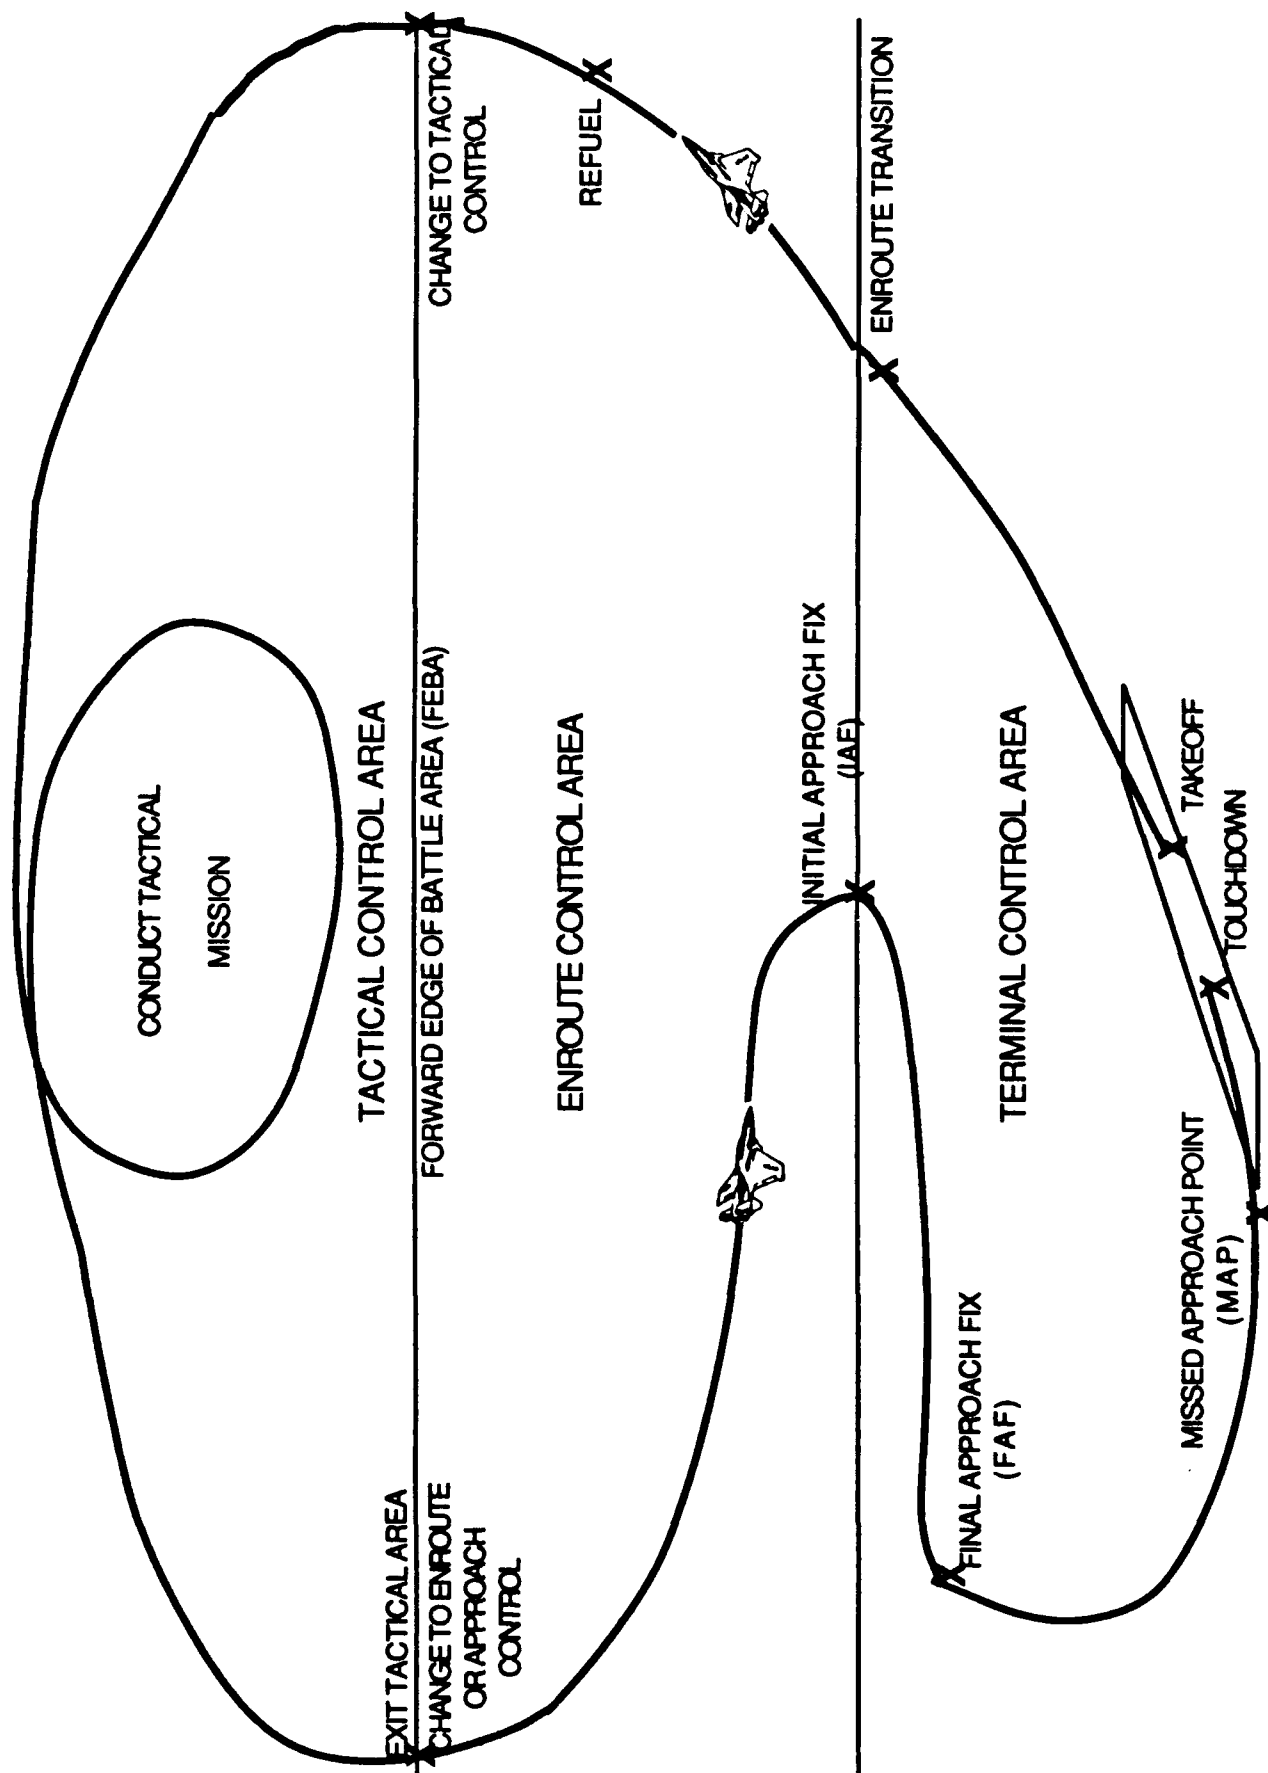 CONDUCT TACTICAL
MISSION
TACTICAL CONTROL AREA
EXIT TACTICAL AREA
FORWARD EDGE OF BATTLE AREA (FEBA)
CHANGE TO ENROUTE
OR APPROACH
CONTROL
CHANGE TO TACTICAL
CONTROL
ENROUTE CONTROL AREA
REFUEL
INITIAL APPROACH FIX
(IAF)
ENROUTE TRANSITION
FINAL APPROACH FIX
(FAF)
TERMINAL CONTROL AREA
MISSED APPROACH POINT
(MAP)
TAKEOFF
TOUCHDOWN